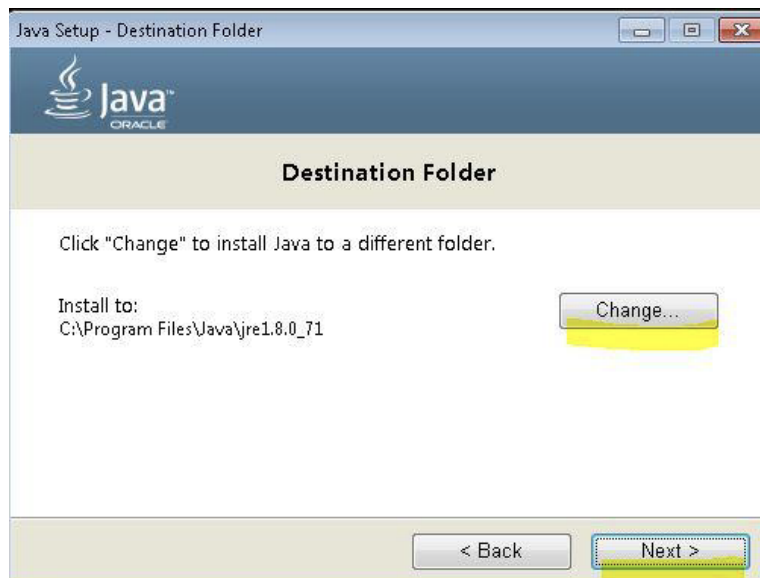 Java Setup - Destination Folder
Java™
ORACLE
Destination Folder
Click "Change" to install Java to a different folder.
Install to:
C:\Program Files\Java\jre1.8.0_71
Change...
< Back
Next >